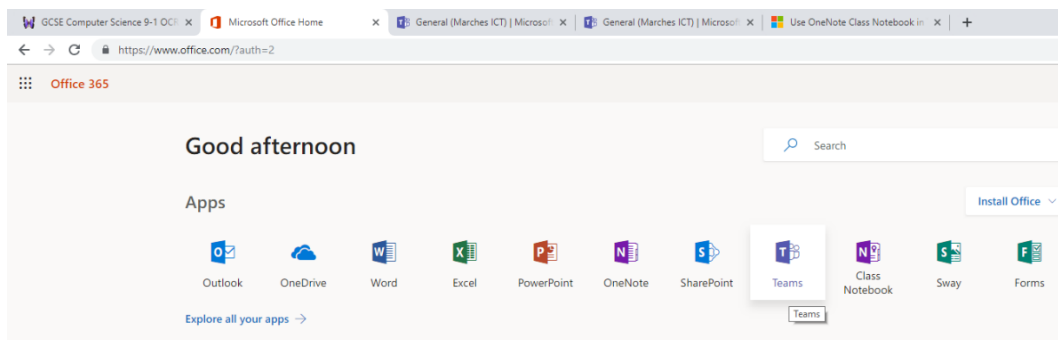 GCSE Computer Science 9-1 OCR
Microsoft Office Home
General (Marches ICT) | Microsoft
General (Marches ICT) | Microsoft
Use OneNote Class Notebook in
https://www.office.com/?auth=2
Office 365
Good afternoon
Search
Apps
Install Office
Outlook
OneDrive
Word
Excel
PowerPoint
OneNote
SharePoint
Teams
Class
Notebook
Sway
Forms
Teams
Explore all your apps →